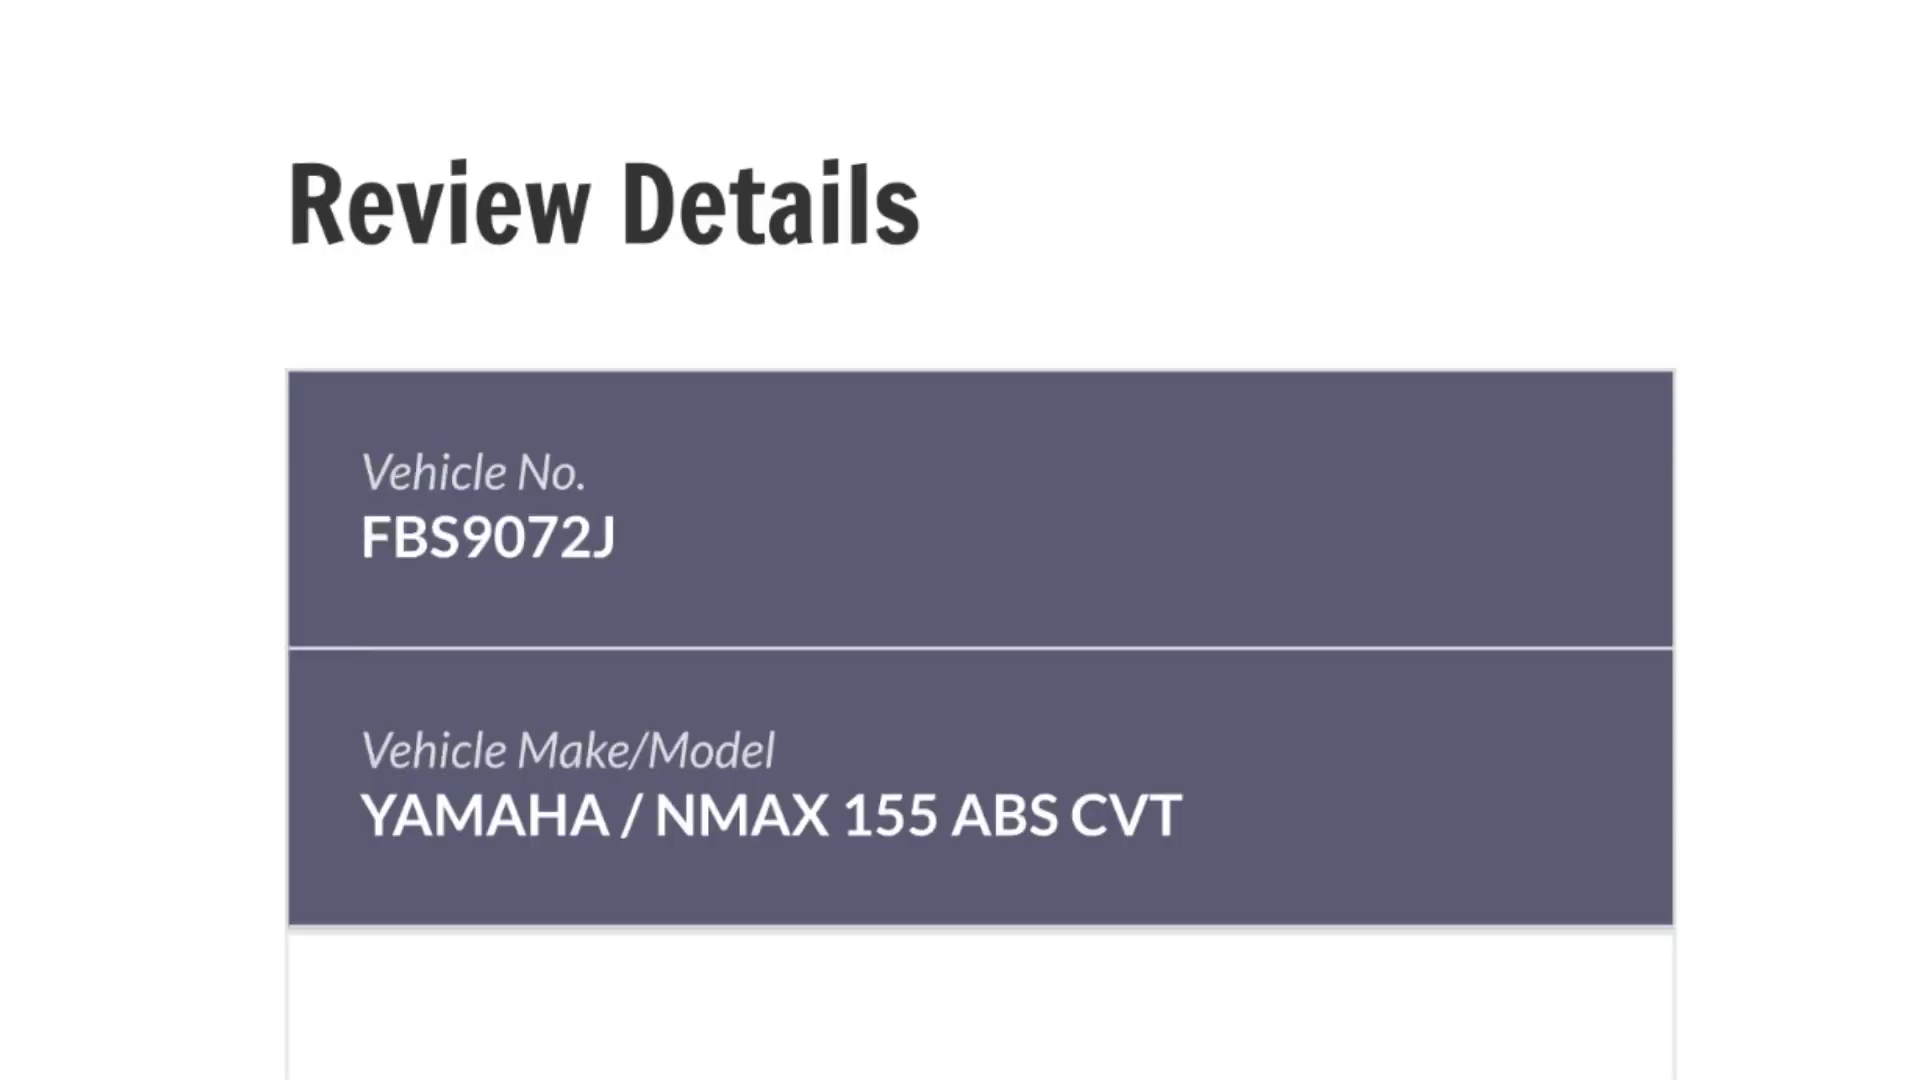 Review Details
Vehicle No.
FBS9072J
Vehicle Make/Model
YAMAHA / NMAX 155 ABS CVT